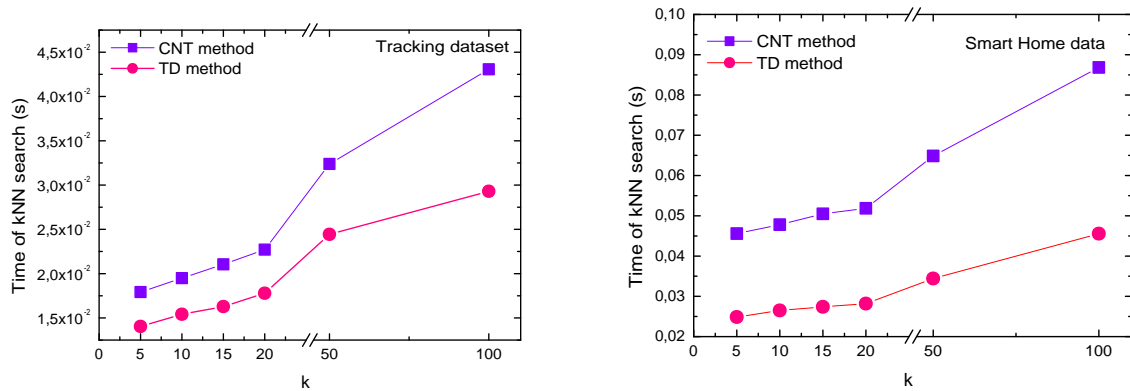 CNT method
TD method
Tracking dataset
4,5x10⁻²
4,0x10⁻²
3,5x10⁻²
3,0x10⁻²
2,5x10⁻²
2,0x10⁻²
1,5x10⁻²
0 5 10 15 20 50 100
k
Time of kNN search (s)
CNT method
TD method
Smart Home data
0,10
0,09
0,08
0,07
0,06
0,05
0,04
0,03
0,02
0 5 10 15 20 50 100
k
Time of kNN search (s)